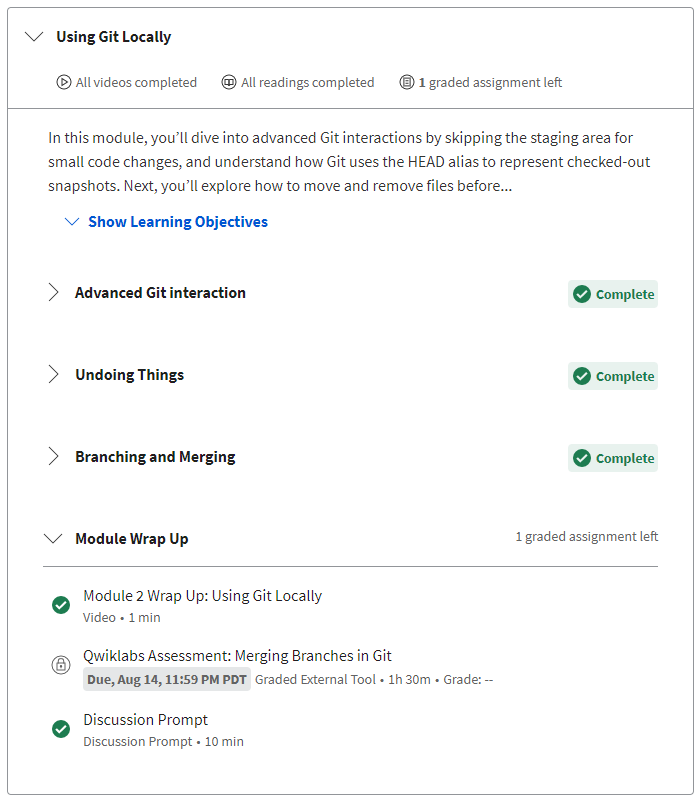 Using Git Locally
All videos completed All readings completed 1 graded assignment left
In this module, you’ll dive into advanced Git interactions by skipping the staging area for
small code changes, and understand how Git uses the HEAD alias to represent checked-out
snapshots. Next, you’ll explore how to move and remove files before...
Show Learning Objectives
Advanced Git interaction Complete
Undoing Things Complete
Branching and Merging Complete
Module Wrap Up 1 graded assignment left
Module 2 Wrap Up: Using Git Locally
Video • 1 min
Qwiklabs Assessment: Merging Branches in Git
Due, Aug 14, 11:59 PM PDT Graded External Tool • 1h 30m • Grade: --
Discussion Prompt
Discussion Prompt • 10 min